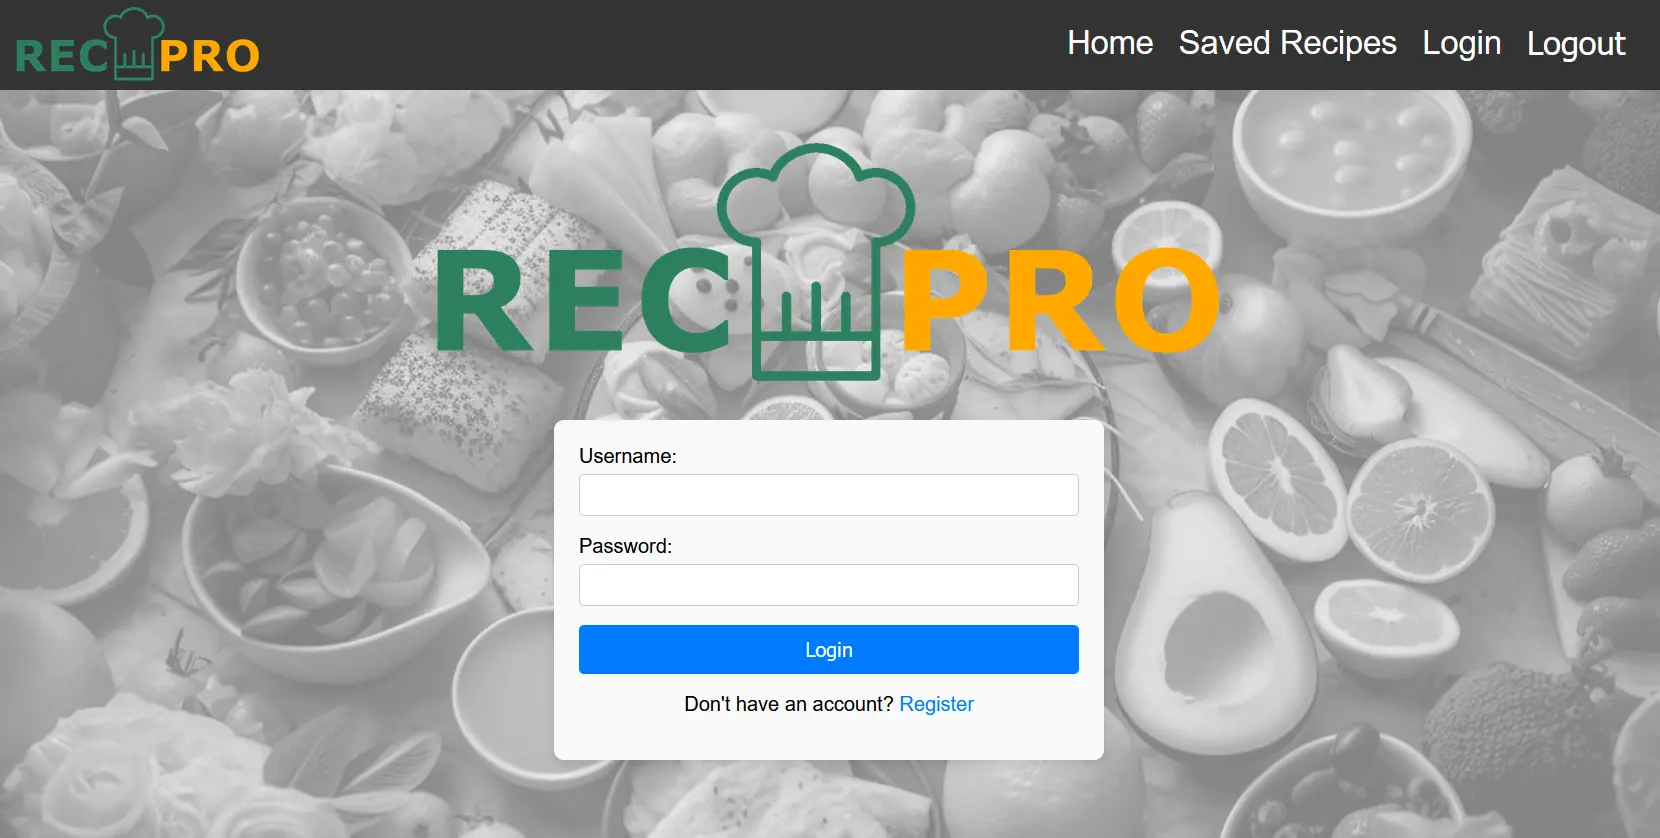 REC PRO
Home Saved Recipes Login Logout
REC PRO
Username:
Password:
Login
Don't have an account? Register